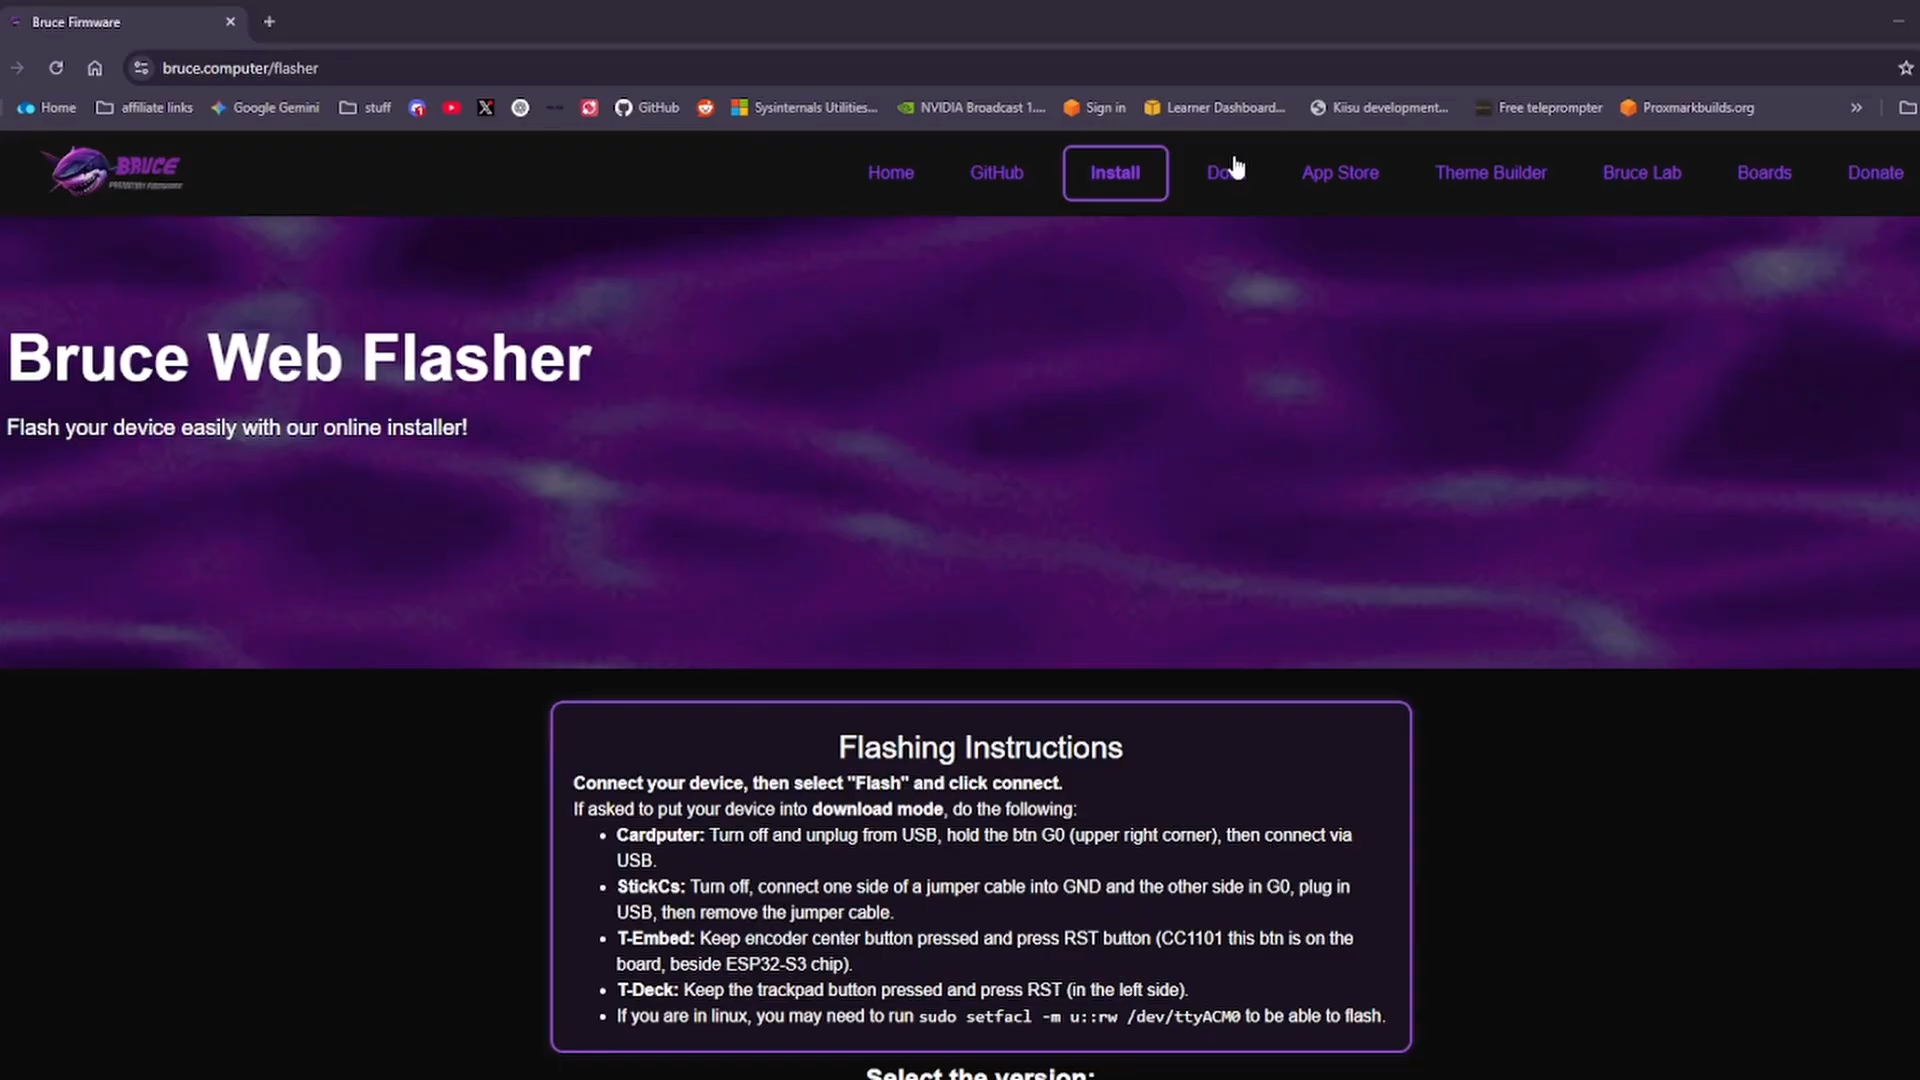 Bruce Firmware
bruce.computer/flasher
Home affiliate links Google Gemini stuff GitHub Sysinternals Utilities... NVIDIA Broadcast 1.... Sign in Learner Dashboard... Kiisu development... Free teleprompter Proxmarkbuilds.org
BRUCE
Home GitHub Install App Store Theme Builder Bruce Lab Boards Donate
Bruce Web Flasher
Flash your device easily with our online installer!
Flashing Instructions
Connect your device, then select "Flash" and click connect.
If asked to put your device into download mode, do the following:
• Cardputer: Turn off and unplug from USB, hold the btn G0 (upper right corner), then connect via
USB.
• StickCs: Turn off, connect one side of a jumper cable into GND and the other side in G0, plug in
USB, then remove the jumper cable.
• T-Embed: Keep encoder center button pressed and press RST button (CC1101 this btn is on the
board, beside ESP32-S3 chip).
• T-Deck: Keep the trackpad button pressed and press RST (in the left side).
• If you are in linux, you may need to run sudo setfacl -m u::rw /dev/ttyACM0 to be able to flash.
Select the version: